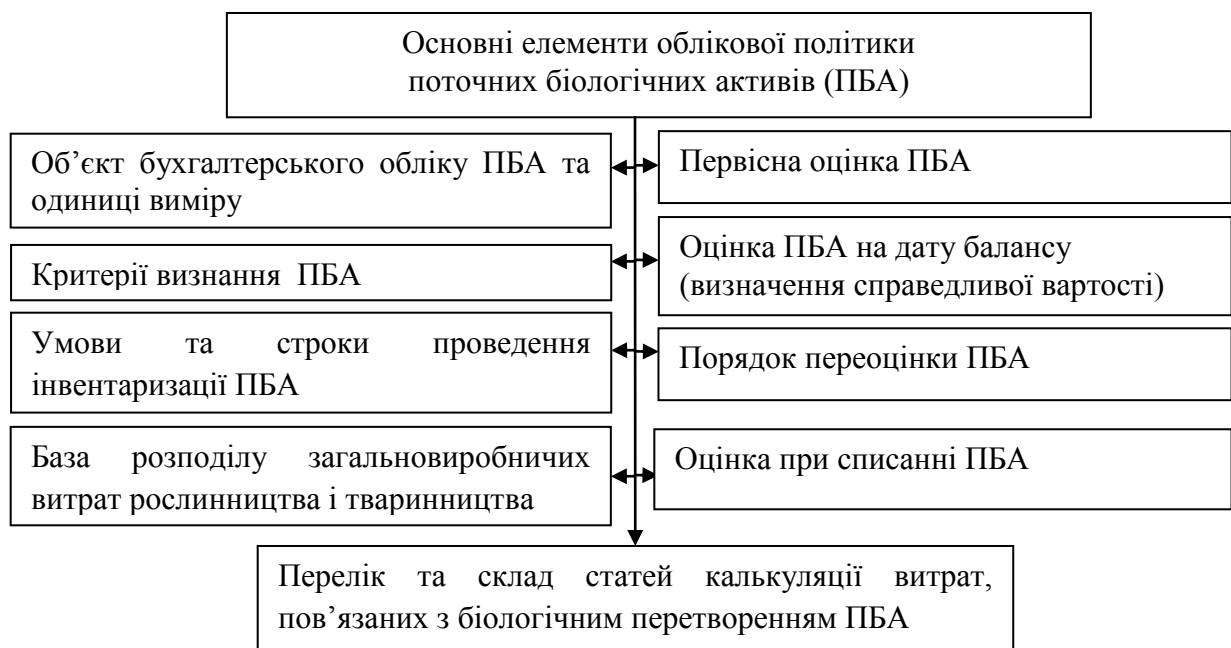 Основні елементи облікової політики
поточних біологічних активів (ПБА)
Об’єкт бухгалтерського обліку ПБА та
одиниці виміру
Первісна оцінка ПБА
Критерії визнання ПБА
Оцінка ПБА на дату балансу
(визначення справедливої вартості)
Умови та строки проведення
інвентаризації ПБА
Порядок переоцінки ПБА
База розподілу загальновиробничих
витрат рослинництва і тваринництва
Оцінка при списанні ПБА
Перелік та склад статей калькуляції витрат,
пов’язаних з біологічним перетворенням ПБА